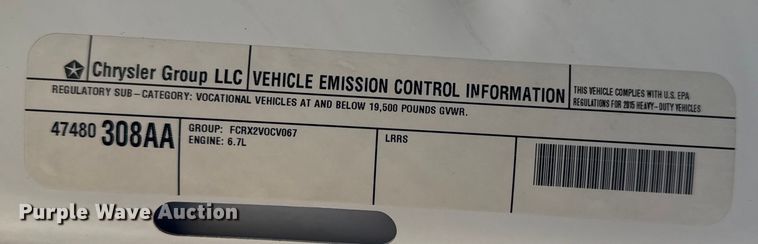 Chrysler Group LLC
VEHICLE EMISSION CONTROL INFORMATION
THIS VEHICLE COMPLIES WITH U.S. EPA
REGULATIONS FOR 2015 HEAVY-DUTY VEHICLES
REGULATORY SUB-CATEGORY: VOCATIONAL VEHICLES AT AND BELOW 19,500 POUNDS GVWR.
47480 308AA
GROUP: FCRX2VOCV067
ENGINE: 6.7L
LRRS
Purple Wave Auction